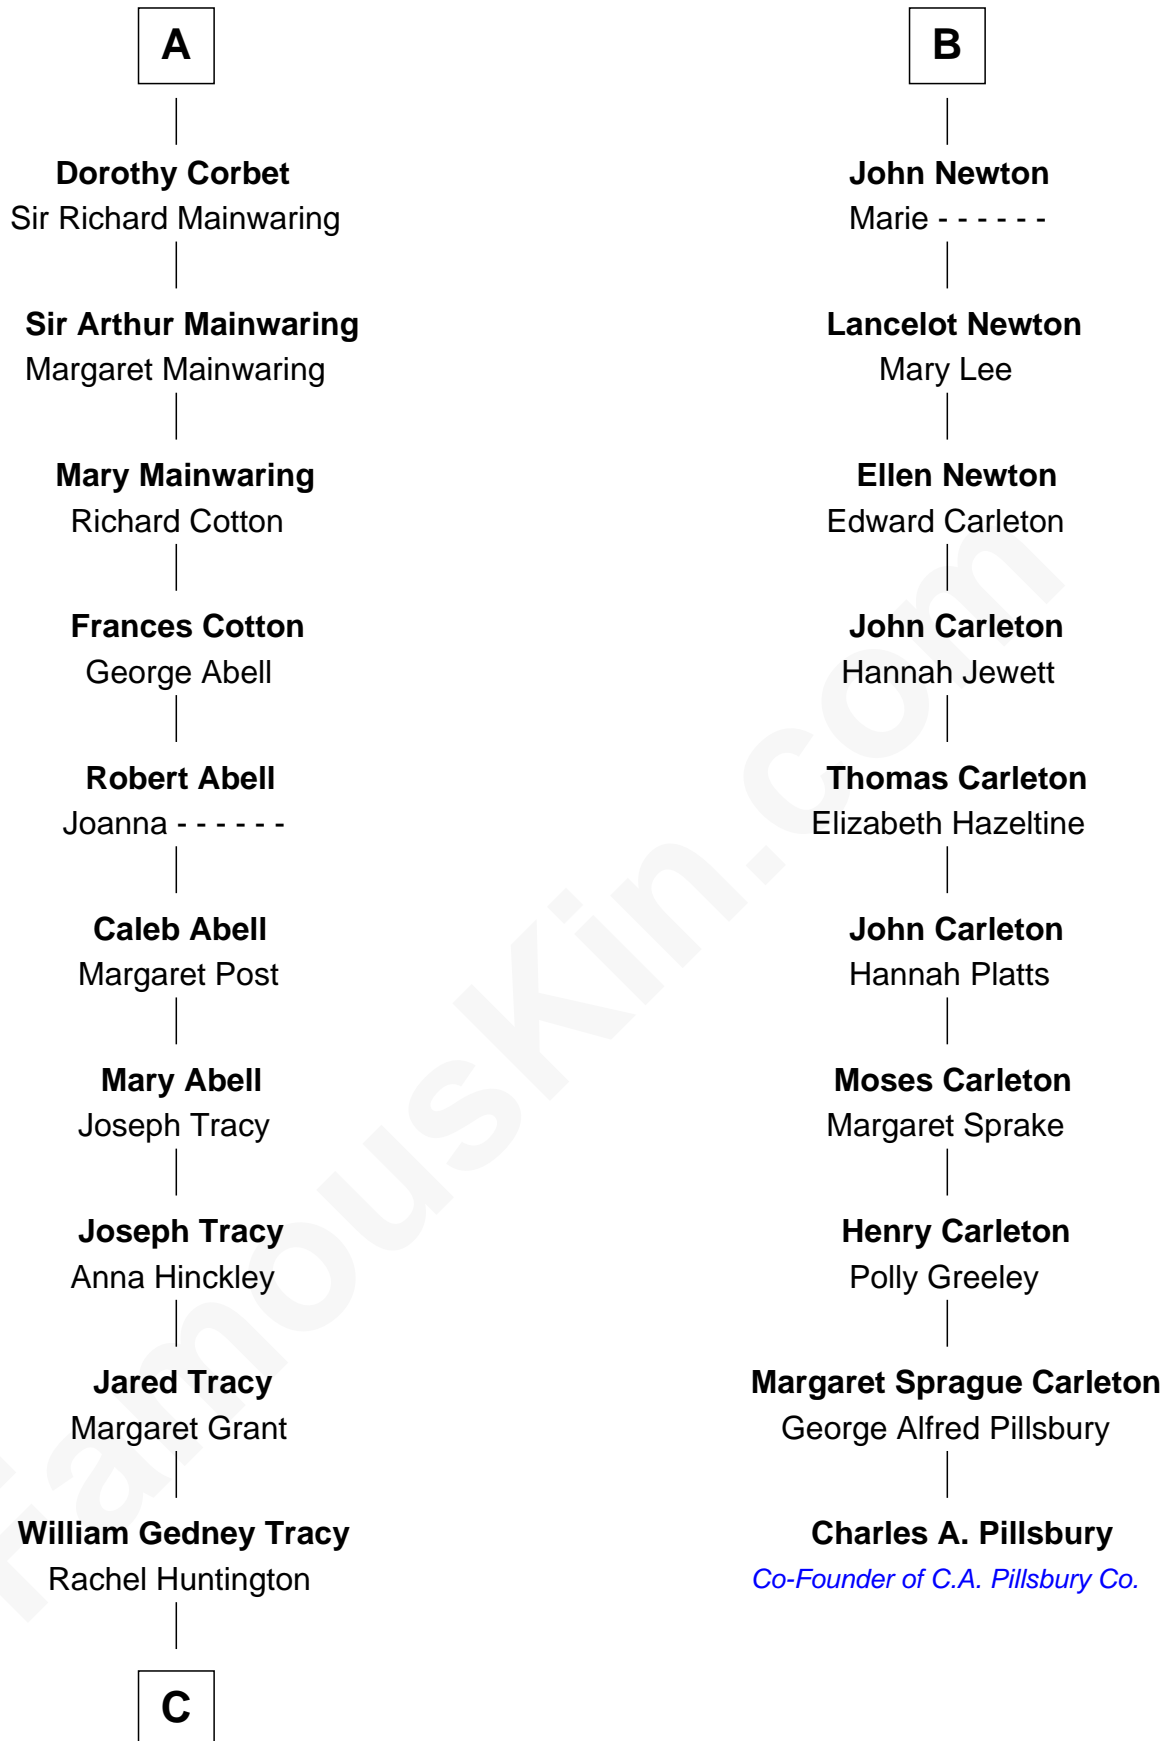 A
Dorothy Corbet
Sir Richard Mainwaring
Sir Arthur Mainwaring
Margaret Mainwaring
Mary Mainwaring
Richard Cotton
Frances Cotton
George Abell
Robert Abell
Joanna - - - - - -
Caleb Abell
Margaret Post
Mary Abell
Joseph Tracy
Joseph Tracy
Anna Hinckley
Jared Tracy
Margaret Grant
William Gedney Tracy
Rachel Huntington
C
B
John Newton
Marie - - - - - -
Lancelot Newton
Mary Lee
Ellen Newton
Edward Carleton
John Carleton
Hannah Jewett
Thomas Carleton
Elizabeth Hazeltine
John Carleton
Hannah Platts
Moses Carleton
Margaret Sprake
Henry Carleton
Polly Greeley
Margaret Sprague Carleton
George Alfred Pillsbury
Charles A. Pillsbury
Co-Founder of C.A. Pillsbury Co.
FamousKin.com